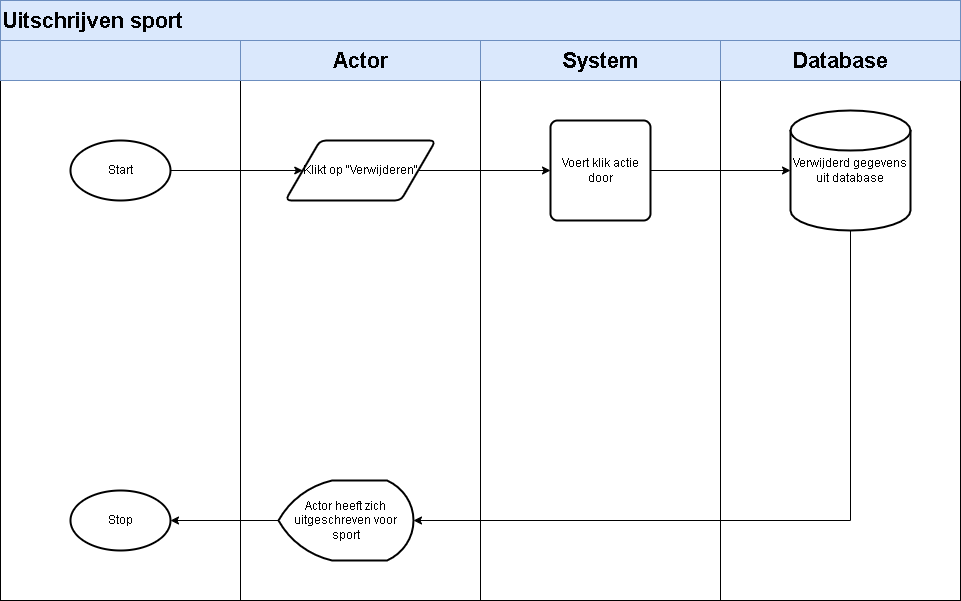 Uitschrijven sport
Actor
System
Database
Start
Klikt op "Verwijderen"
Voert klik actie
door
Verwijderd gegevens
uit database
Stop
Actor heeft zich
uitgeschreven voor
sport